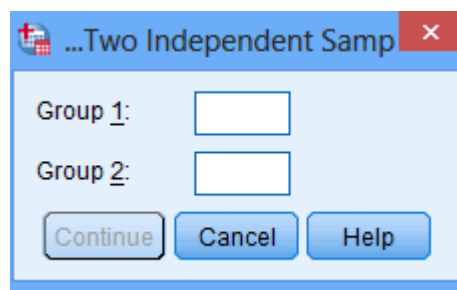 ...Two Independent Samp
Group 1:
Group 2:
Continue Cancel Help